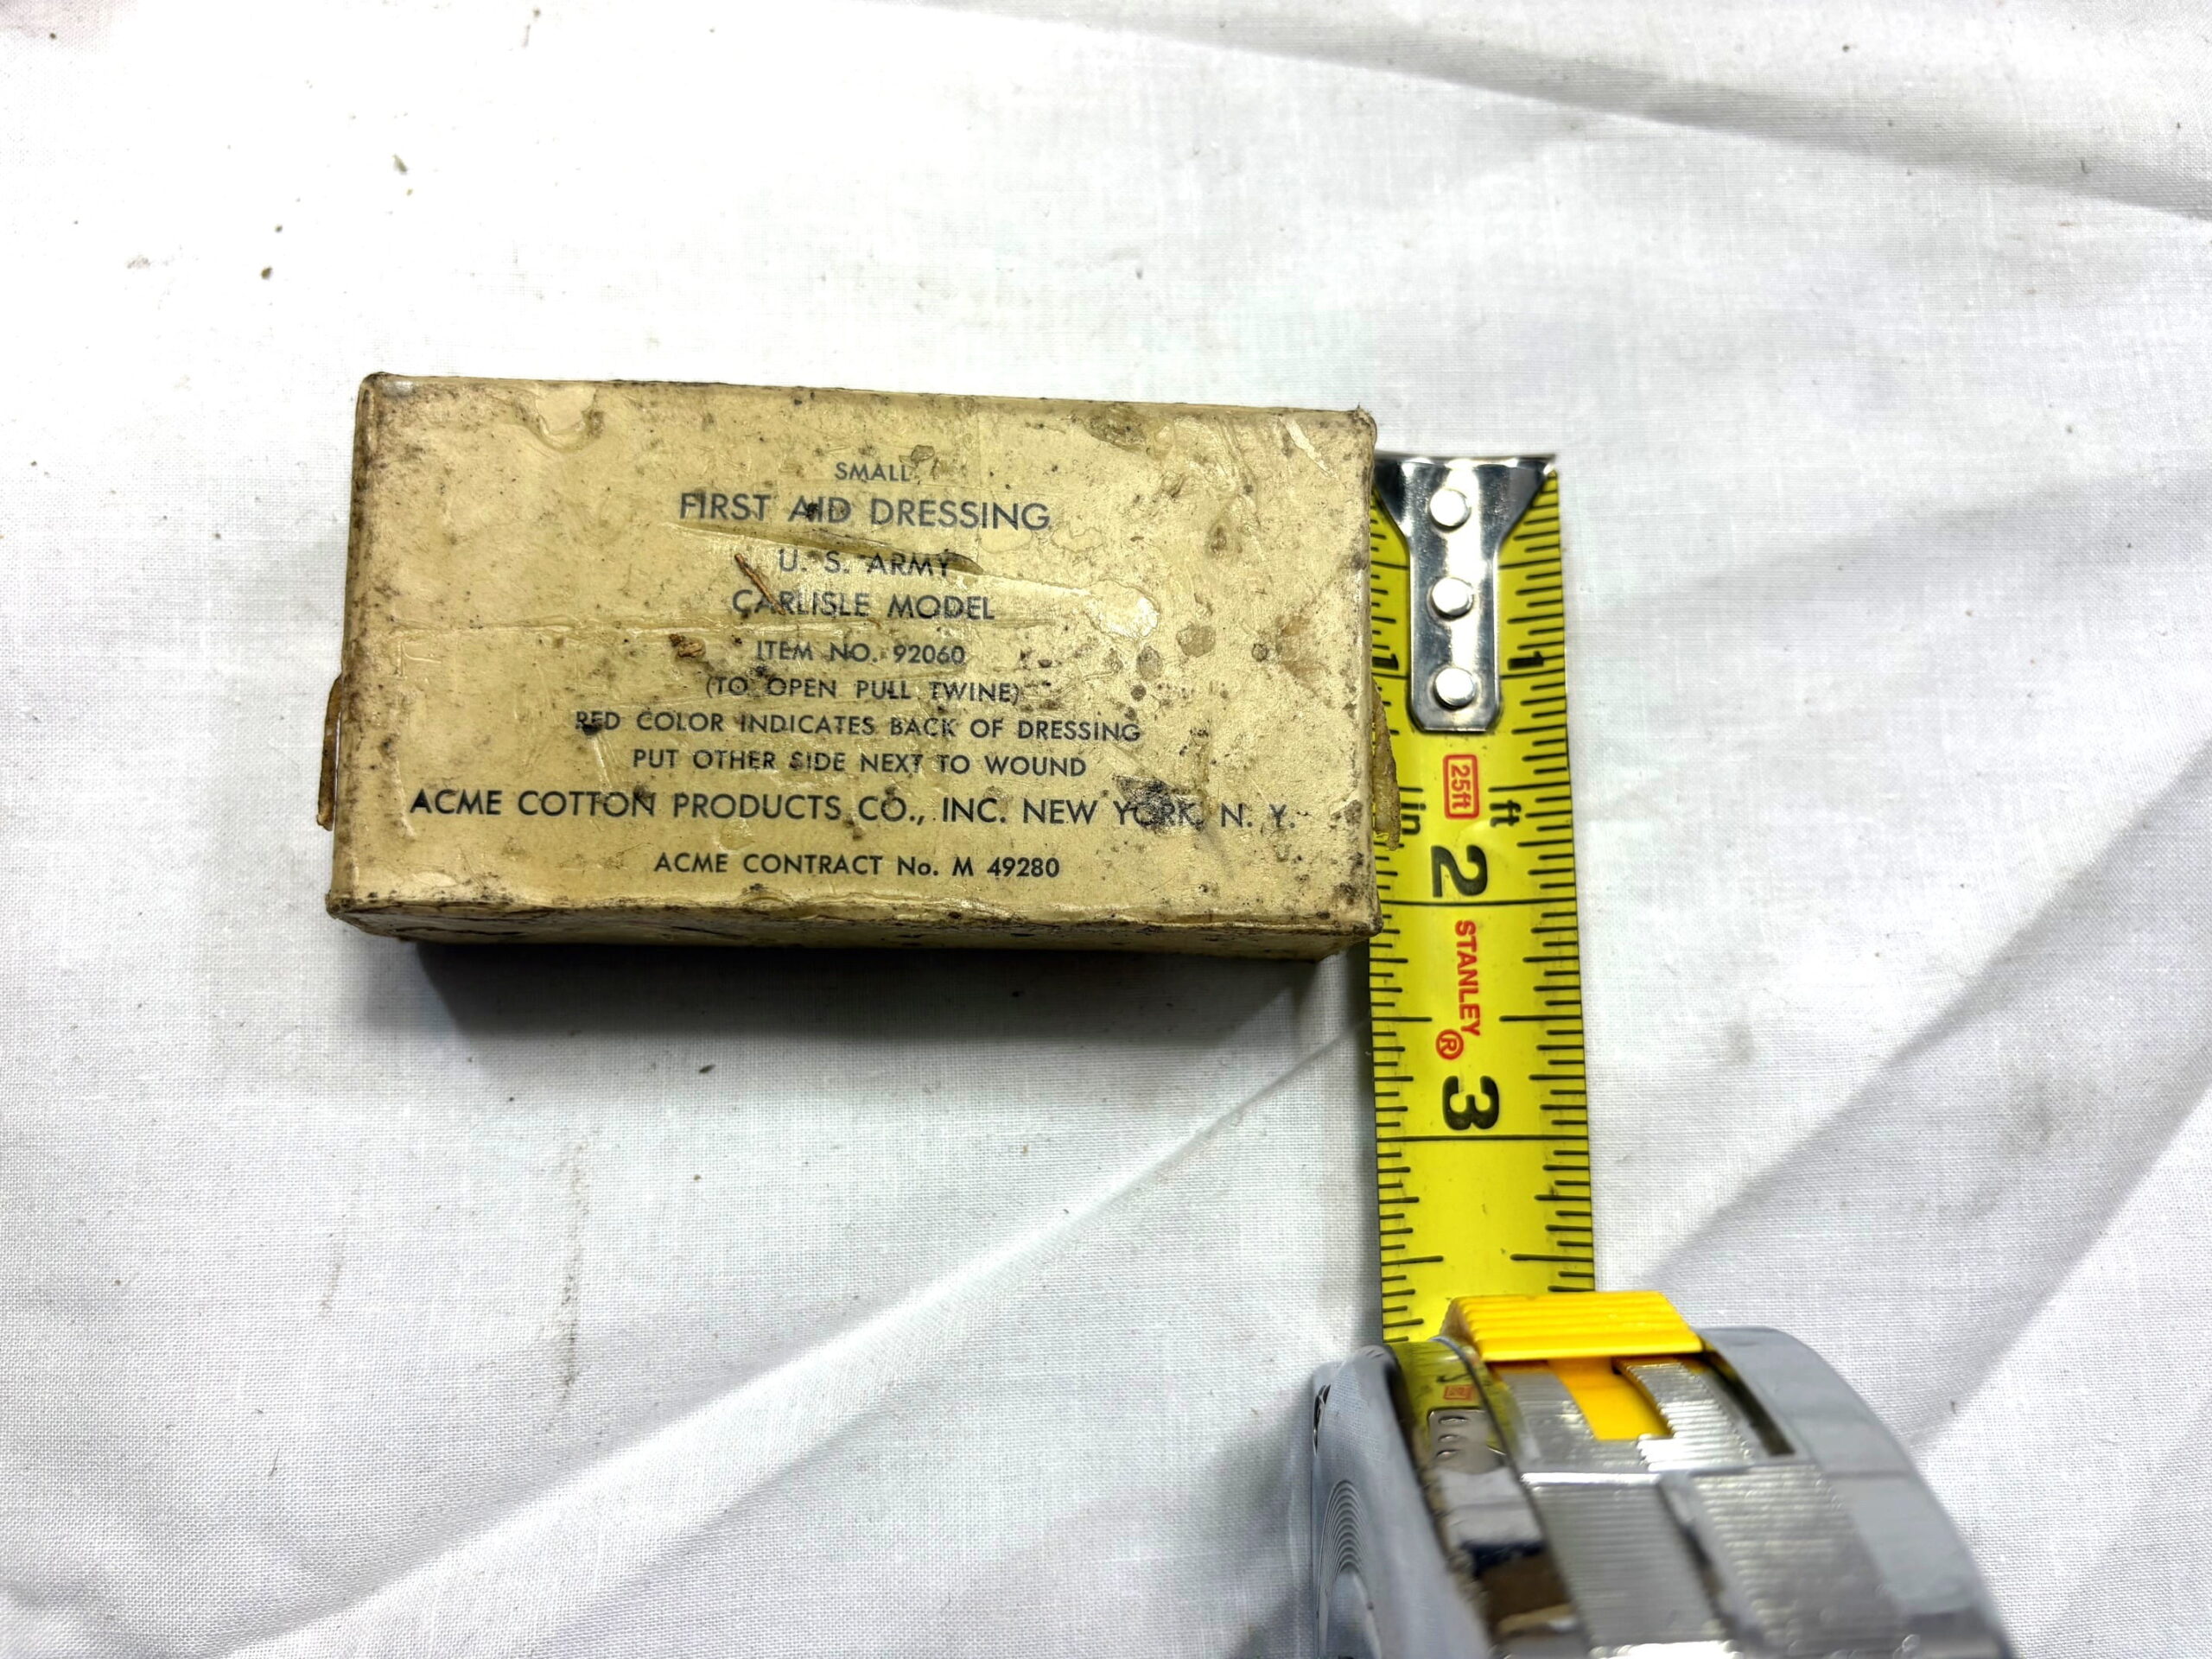 SMALL
FIRST AID DRESSING
U. S. ARMY
CARLISLE MODEL
ITEM NO. 92060
(TO OPEN PULL TWINE)
RED COLOR INDICATES BACK OF DRESSING
PUT OTHER SIDE NEXT TO WOUND
ACME COTTON PRODUCTS CO., INC. NEW YORK, N. Y.
ACME CONTRACT No. M 49280
1 1
25ft
in ft
2
STANLEY®
3